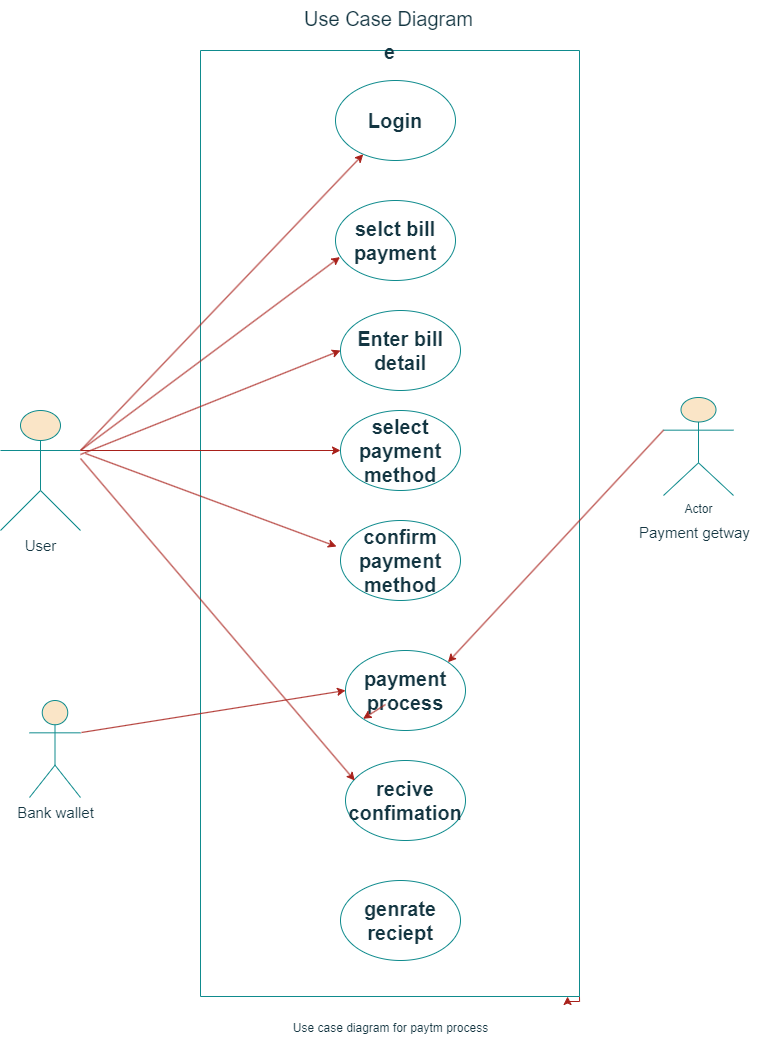 Use Case Diagram
e
Login
selct bill
payment
Enter bill
detail
select
payment
method
confirm
payment
method
User
Actor
Payment getway
payment
process
Bank wallet
recive
confimation
genrate
reciept
Use case diagram for paytm process